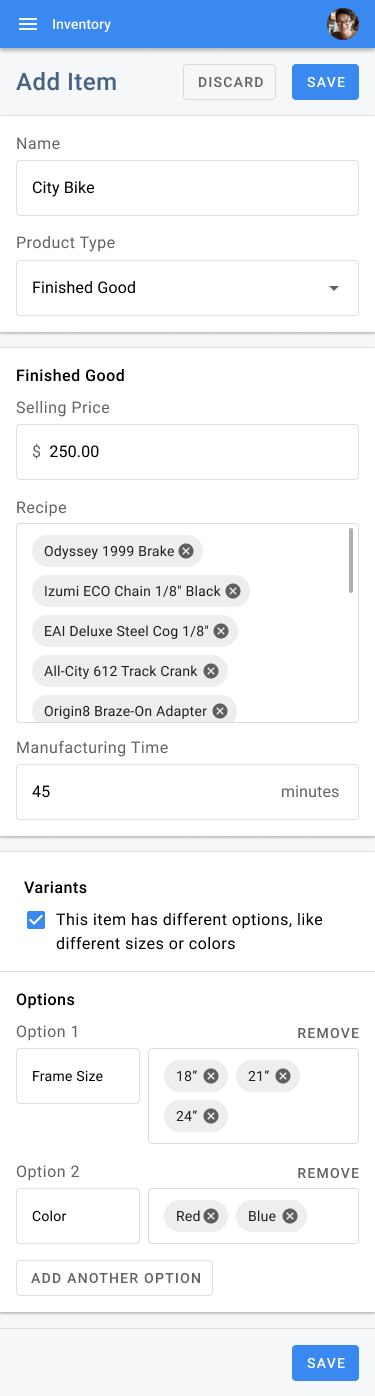 Inventory
Add Item
DISCARD
SAVE
Name
City Bike
Product Type
Finished Good
Finished Good
Selling Price
$ 250.00
Recipe
Odyssey 1999 Brake
Izumi ECO Chain 1/8" Black
EAI Deluxe Steel Cog 1/8"
All-City 612 Track Crank
Origin8 Braze-On Adapter
Manufacturing Time
45 minutes
Variants
This item has different options, like
different sizes or colors
Options
Option 1 REMOVE
Frame Size
18” 21”
24”
Option 2 REMOVE
Color
Red Blue
ADD ANOTHER OPTION
SAVE